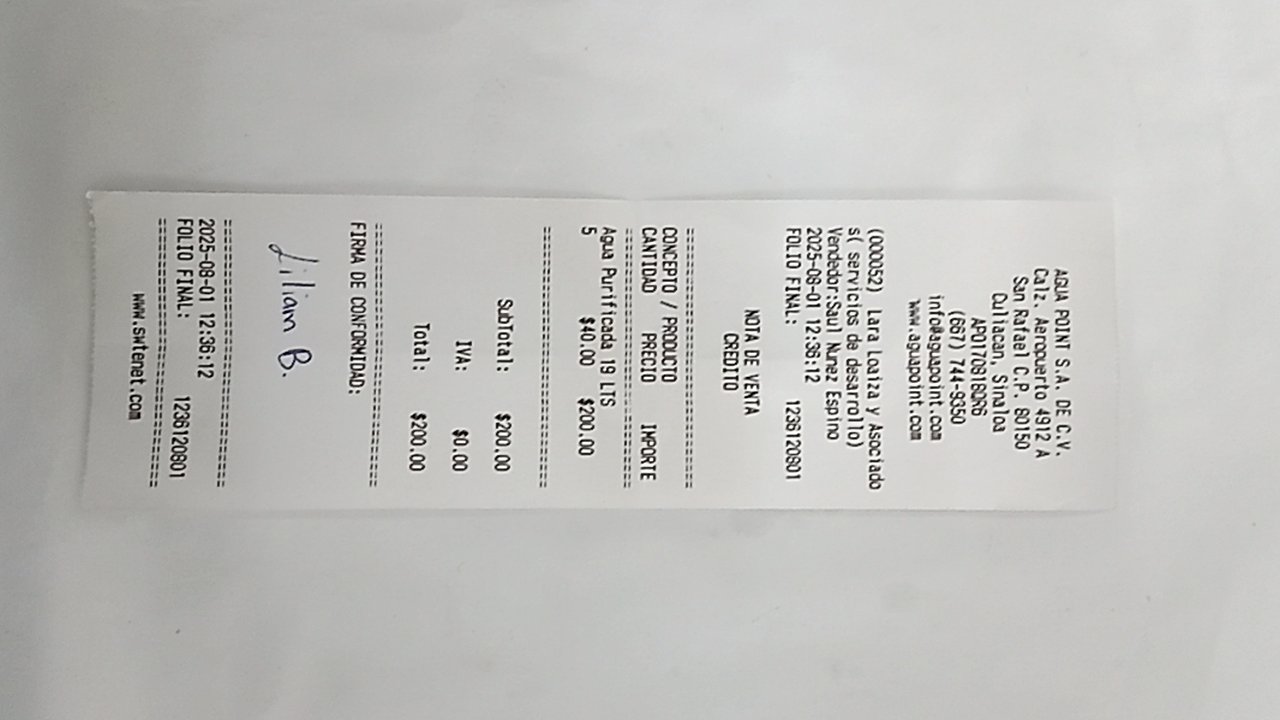 AGUA POINT S.A. DE C.V.
Calz. Aeropuerto 4912 A
San Rafael C.P. 80150
Culiacan, Sinaloa
APO170818QR6
(667) 744-9350
info@aguapoint.com
www.aguapoint.com
(000052) Lara Loaiza y Asociado
s( servicios de desarrollo)
Vendedor:Saul Nunez Espino
2025-08-01 12:36:12
FOLIO FINAL: 1236120801
NOTA DE VENTA
CREDITO
===============================
CONCEPTO / PRODUCTO
CANTIDAD PRECIO IMPORTE
===============================
Agua Purificada 19 LTS
5 $40.00 $200.00
===============================
SubTotal: $200.00
IVA: $0.00
Total: $200.00
===============================
FIRMA DE CONFORMIDAD:
Liliam B.
===============================
2025-08-01 12:36:12
FOLIO FINAL: 1236120801
===============================
www.swtenet.com